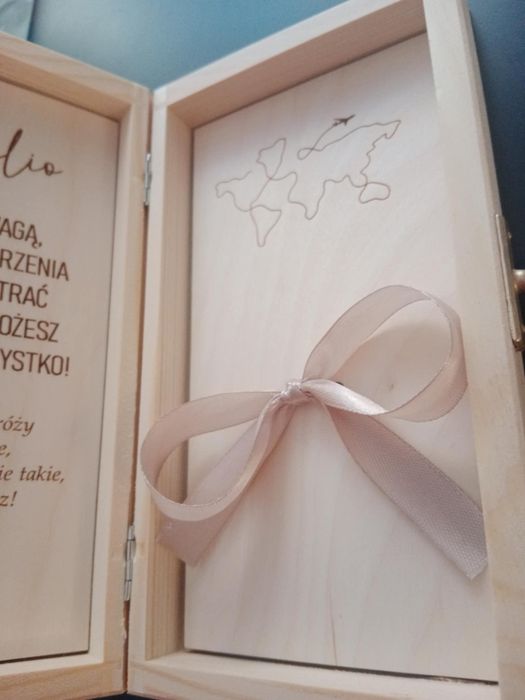 lio
AGĄ,
RZENIA
TRAĆ
OŻESZ
YSTKO!
róży
e,
ie takie,
z!